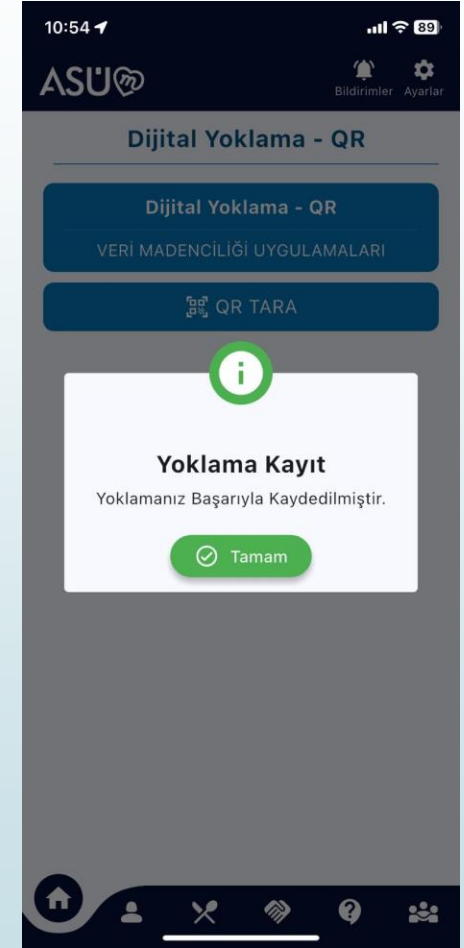 10:54
89
ASÜ
Bildirimler
Ayarlar
Dijital Yoklama - QR
Dijital Yoklama - QR
VERİ MADENCİLİĞİ UYGULAMALARI
QR TARA
i
Yoklama Kayıt
Yoklamanız Başarıyla Kaydedilmiştir.
Tamam
?